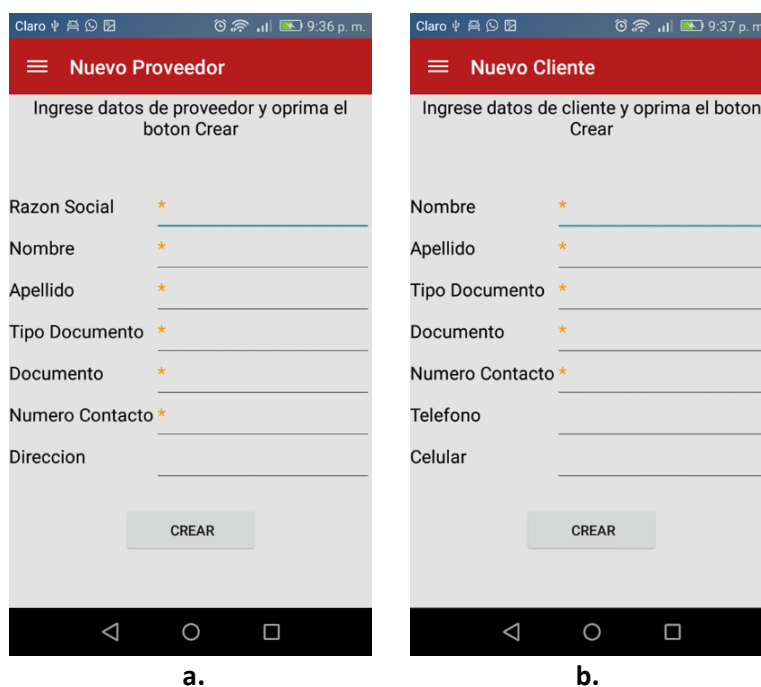 Claro 9:36 p. m.
Nuevo Proveedor
Ingrese datos de proveedor y oprima el
boton Crear
Razon Social *
Nombre *
Apellido *
Tipo Documento *
Documento *
Numero Contacto *
Direccion
CREAR
a.
Claro 9:37 p. m
Nuevo Cliente
Ingrese datos de cliente y oprima el boton
Crear
Nombre *
Apellido *
Tipo Documento *
Documento *
Numero Contacto *
Telefono
Celular
CREAR
b.